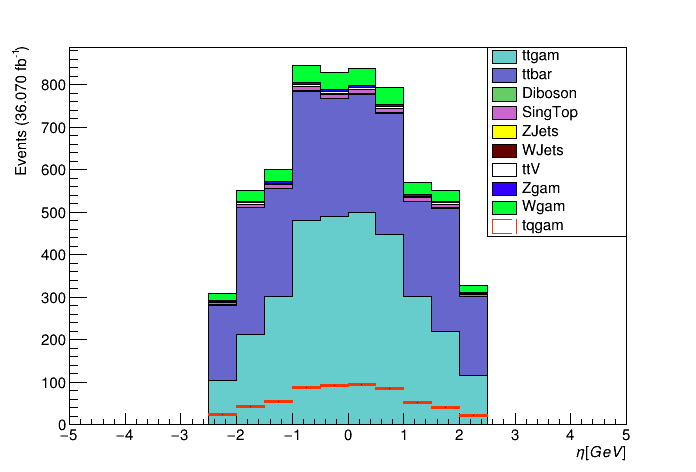 Events (36.070 fb⁻¹)
800
700
600
500
400
300
200
100
0
−5 −4 −3 −2 −1 0 1 2 3 4 5
η[GeV]
ttgam
ttbar
Diboson
SingTop
ZJets
WJets
ttV
Zgam
Wgam
tqgam